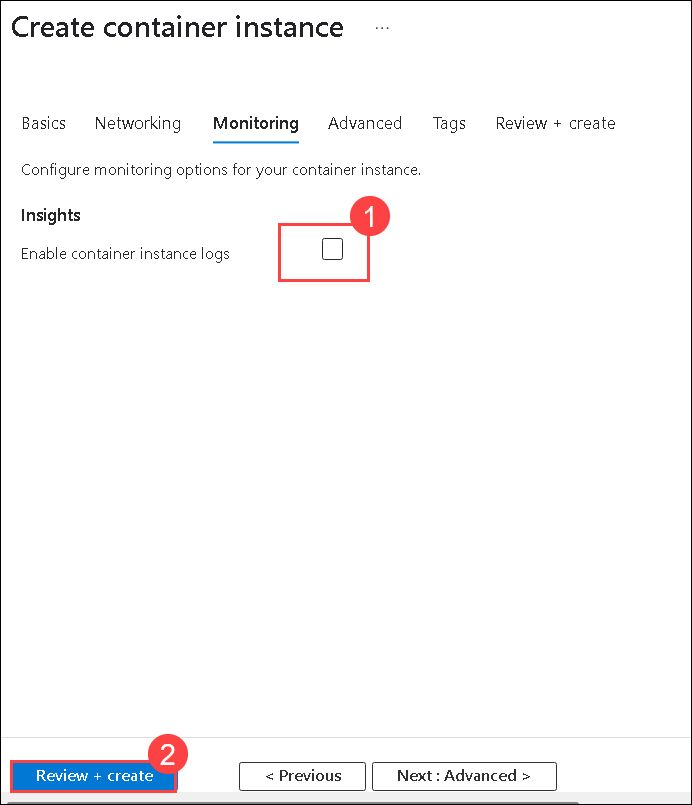 Create container instance ...
Basics Networking Monitoring Advanced Tags Review + create
Configure monitoring options for your container instance.
Insights
1
Enable container instance logs
2
Review + create < Previous Next : Advanced >